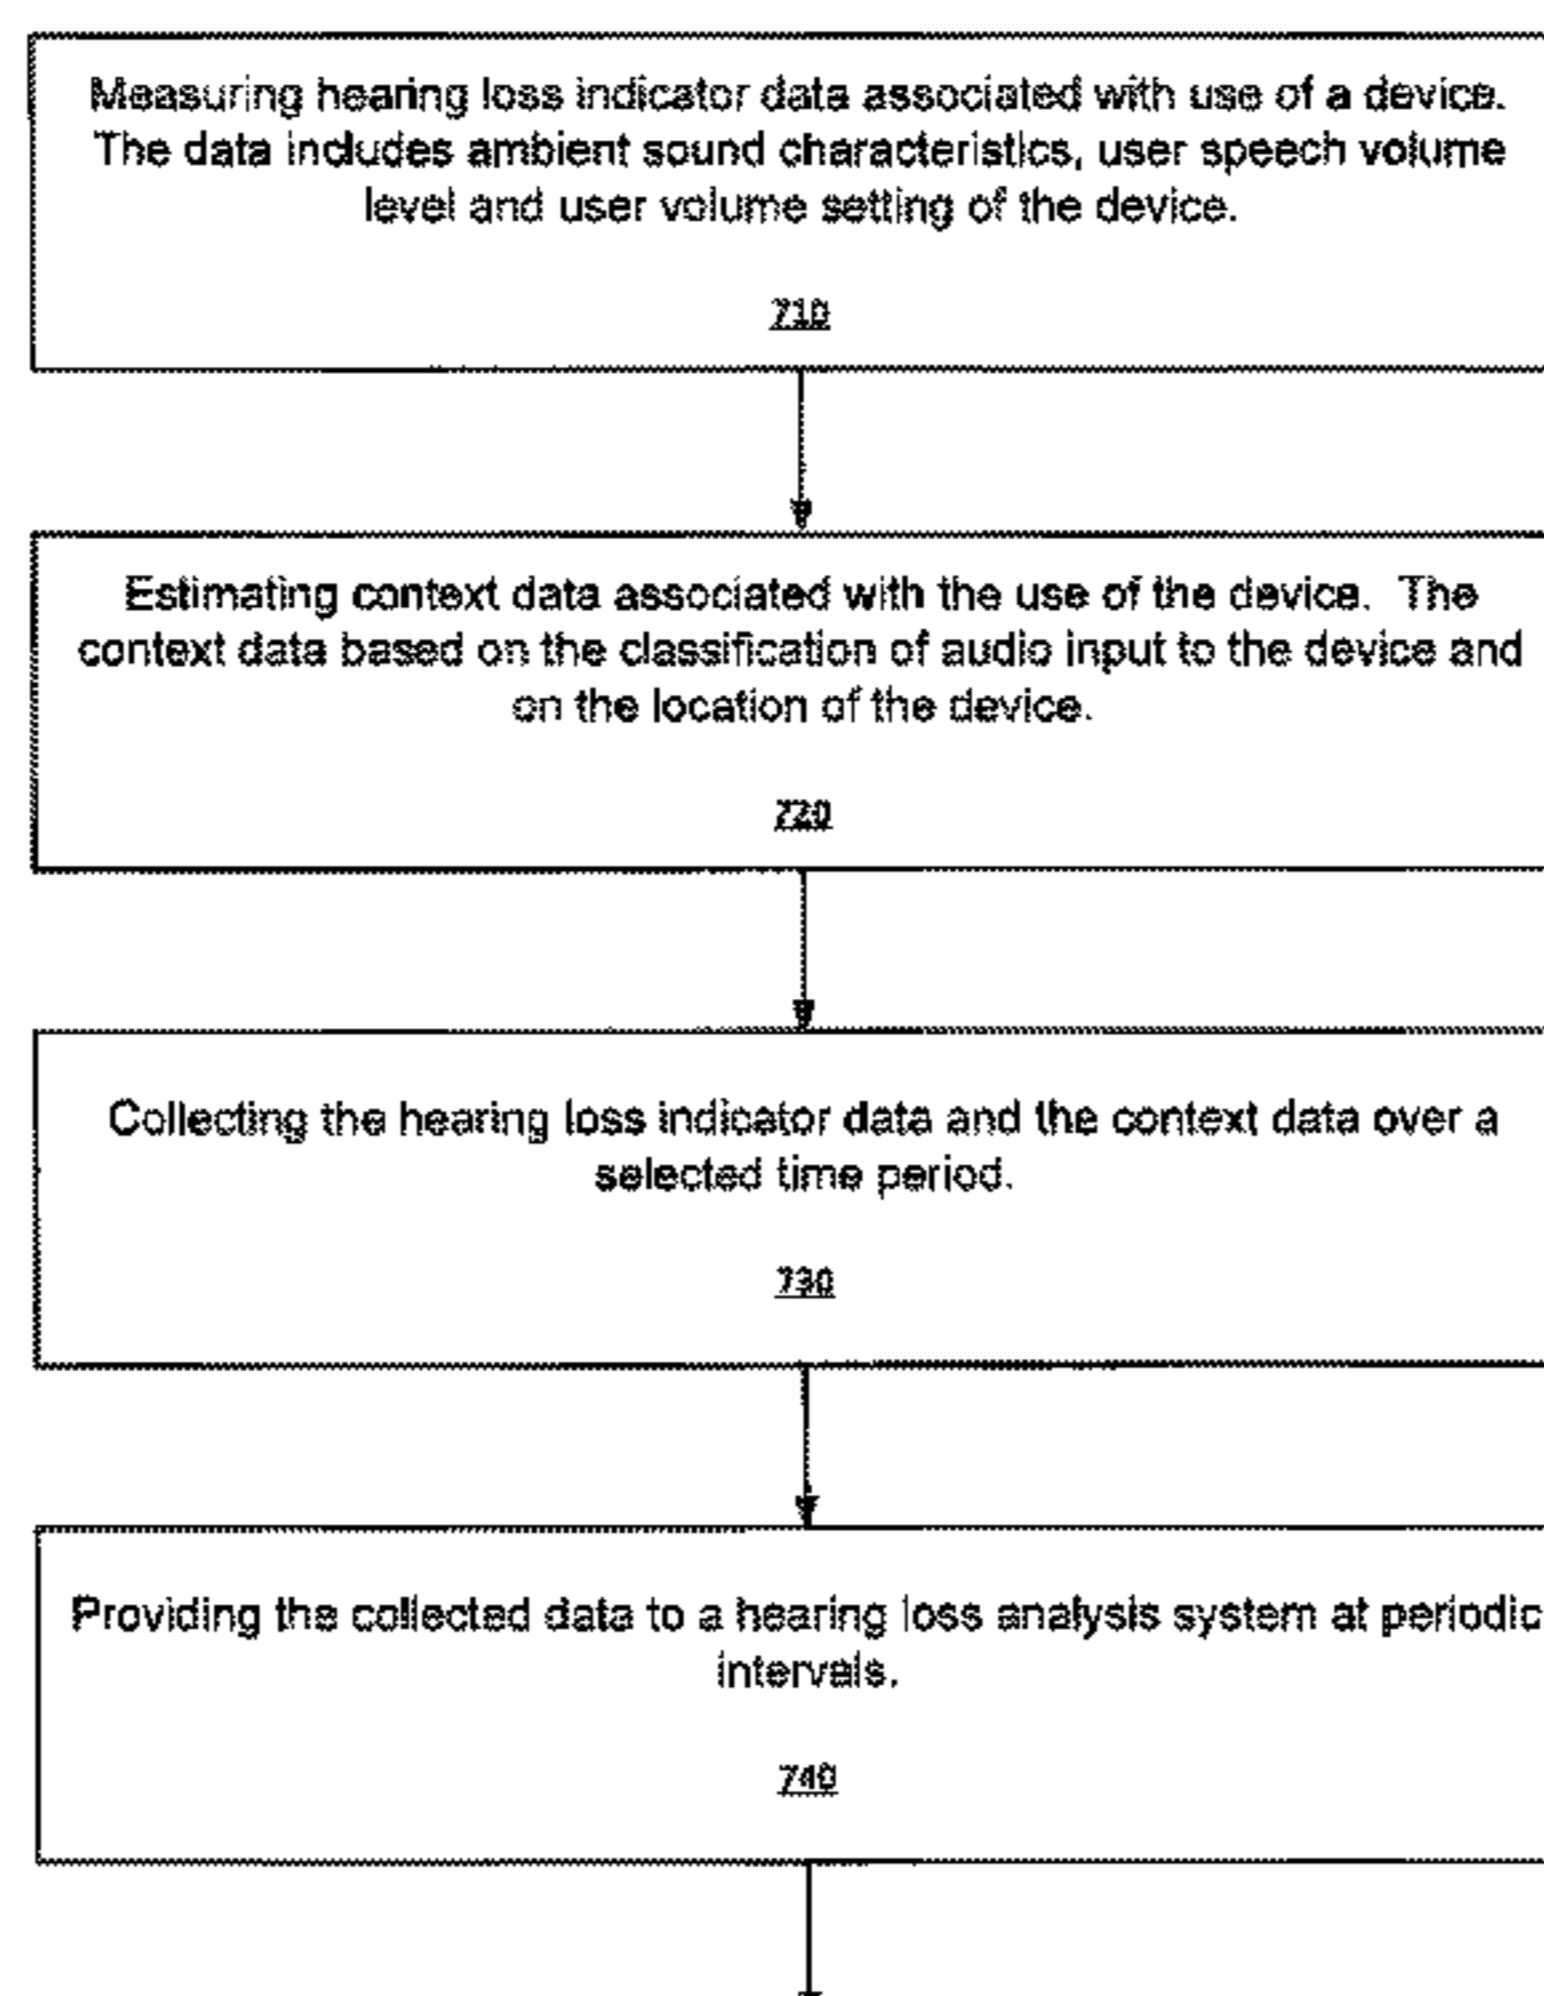 Measuring hearing loss indicator data associated with use of a device.
The data includes ambient sound characteristics, user speech volume
level and user volume setting of the device.
710
Estimating context data associated with the use of the device. The
context data based on the classification of audio input to the device and
on the location of the device.
720
Collecting the hearing loss indicator data and the context data over a
selected time period.
730
Providing the collected data to a hearing loss analysis system at periodic
intervals.
740